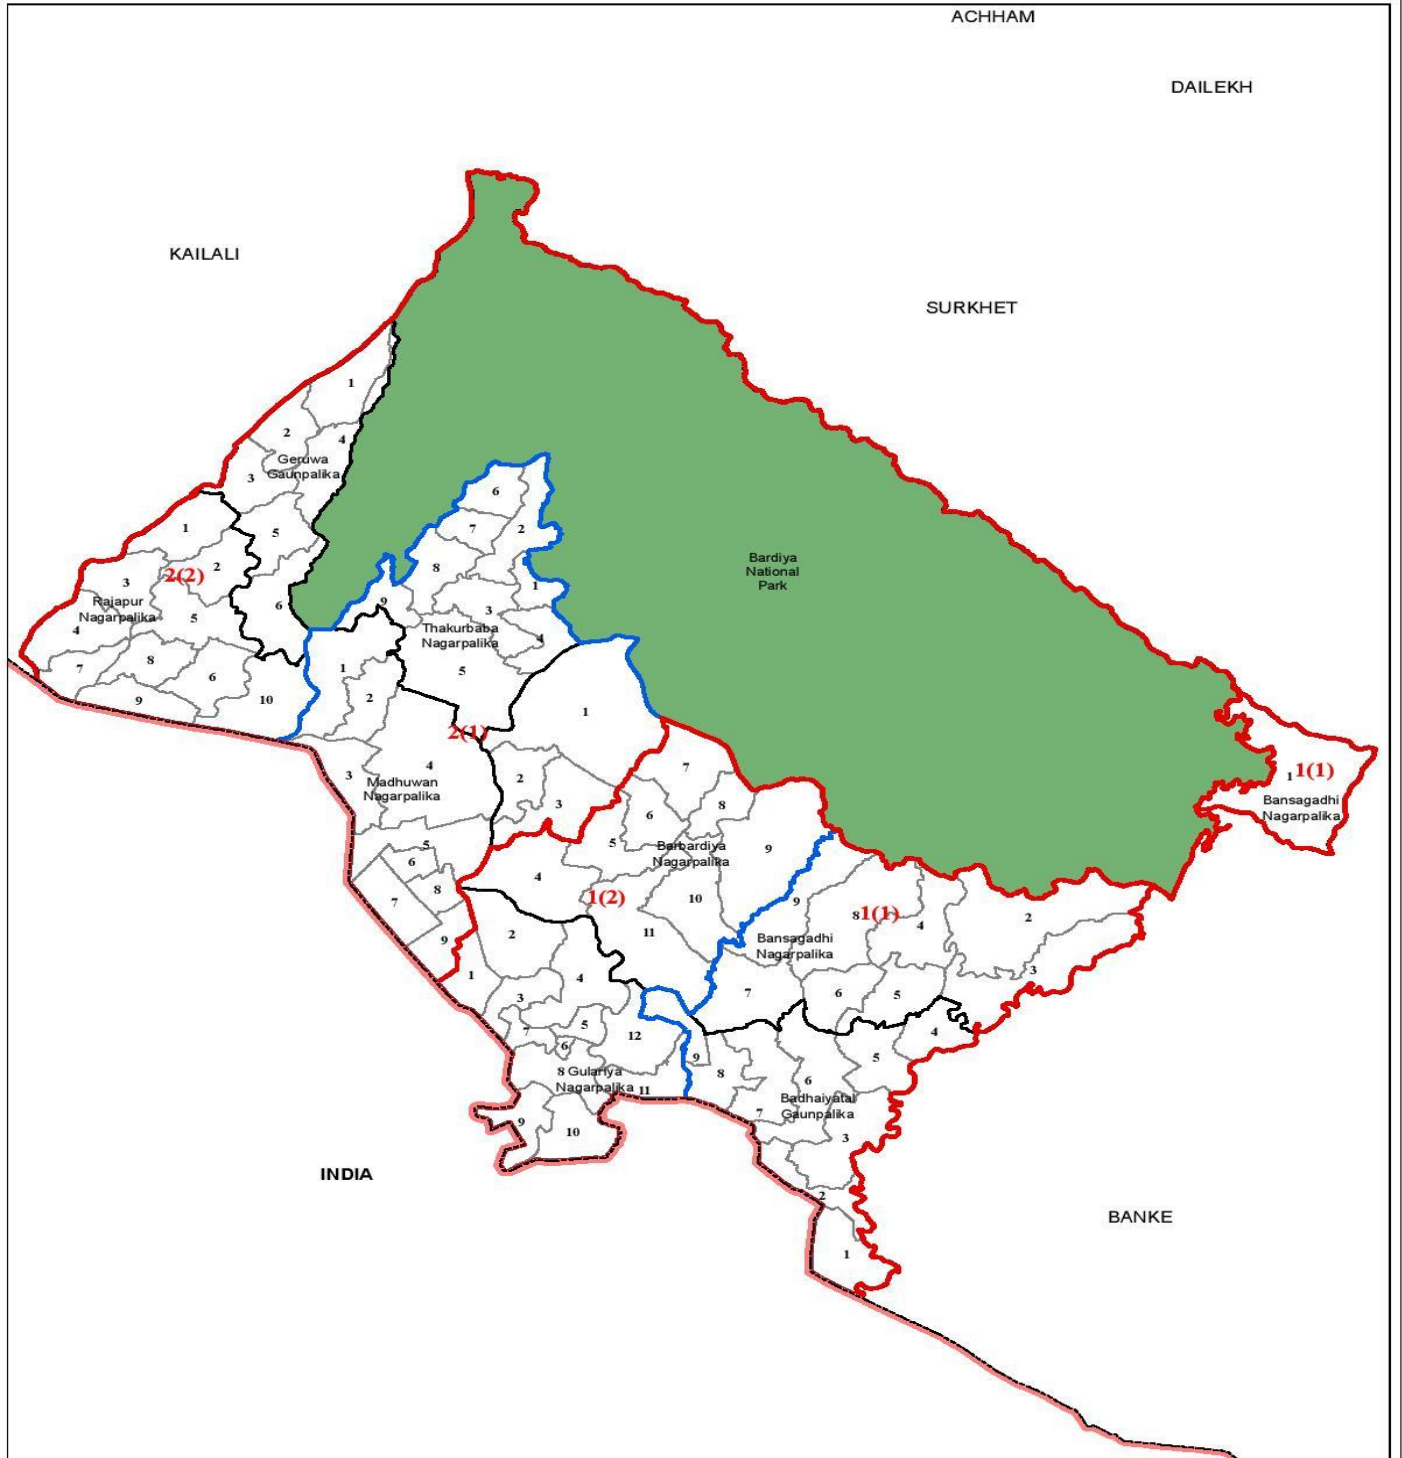 ACHHAM
DAILEKH
KAILALI
SURKHET
1
2
4
Geruwa
Gaunpalika
3
5
6
1
2(2)
2
3
Rajapur
Nagarpalika
5
4
7
8
6
9
10
6
7
2
8
1
9
3
Thakurbaba
Nagarpalika
4
5
Bardiya
National
Park
1
2
2(1)
4
3
Madhuwan
Nagarpalika
5
6
8
7
9
1
2
3
7
8
6
5
Barbardiya
Nagarpalika
9
4
1(2)
10
11
1 1(1)
Bansagadhi
Nagarpalika
9
8 1(1)
4
2
Bansagadhi
Nagarpalika
3
7
6
5
2
1
4
3
7
5
6
12
8 Gulariya
Nagarpalika
11
9
10
4
5
9
8
6
Badhaiyatal
Gaunpalika
7
3
2
1
INDIA
BANKE